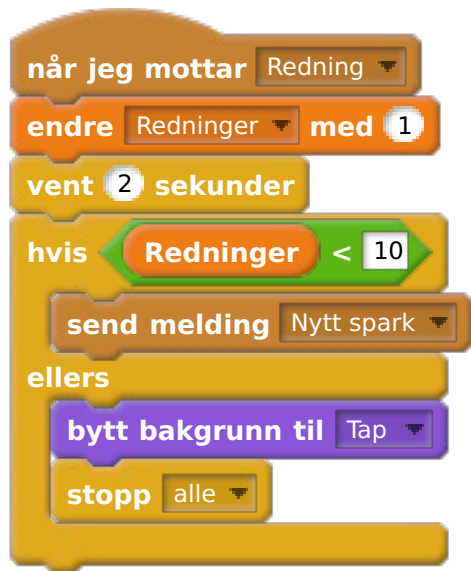 når jeg mottar Redning
endre Redninger med 1
vent 2 sekunder
hvis Redninger < 10
send melding Nytt spark
ellers
bytt bakgrunn til Tap
stopp alle